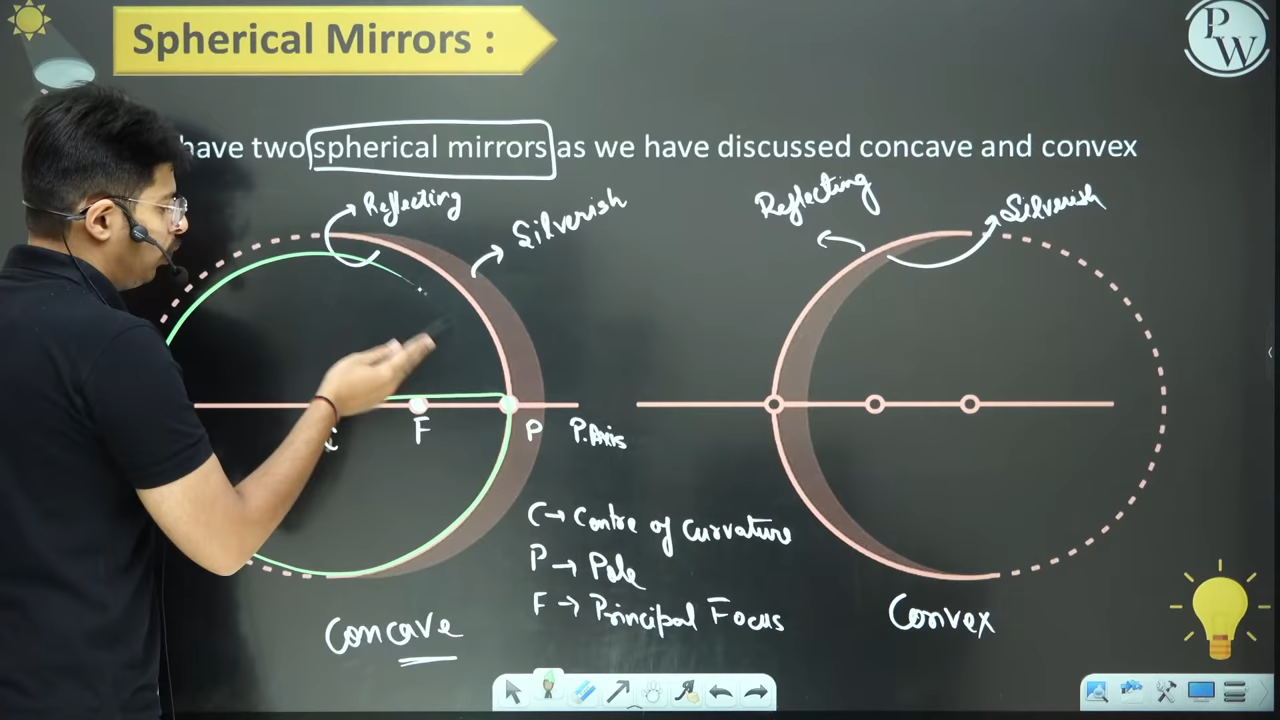 Spherical Mirrors :
PW
have two spherical mirrors as we have discussed concave and convex
Reflecting
Silverish
Reflecting
Silverish
C
F
P
P.Axis
C → Centre of Curvature
P → Pole
F → Principal Focus
Concave
Convex